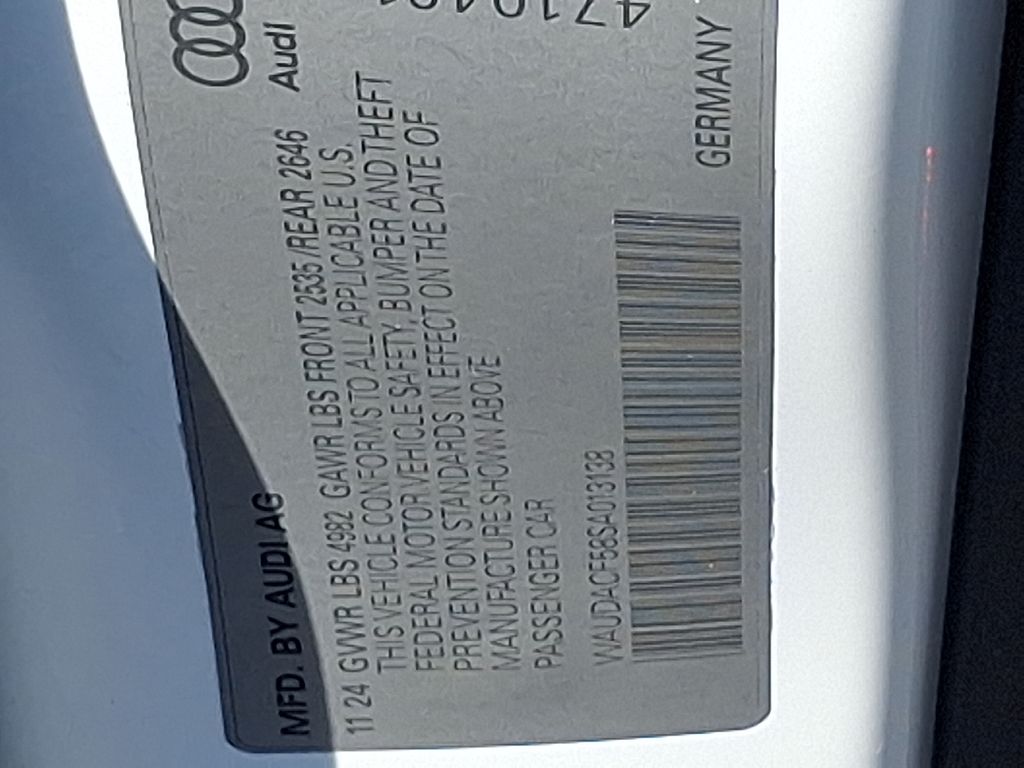 MFD. BY AUDI AG
Audi
11 24 GVWR LBS 4982 GAWR LBS FRONT 2535 /REAR 2646
THIS VEHICLE CONFORMS TO ALL APPLICABLE U.S.
FEDERAL MOTOR VEHICLE SAFETY, BUMPER AND THEFT
PREVENTION STANDARDS IN EFFECT ON THE DATE OF
MANUFACTURE SHOWN ABOVE
PASSENGER CAR
WAUDACF58SA013138
GERMANY